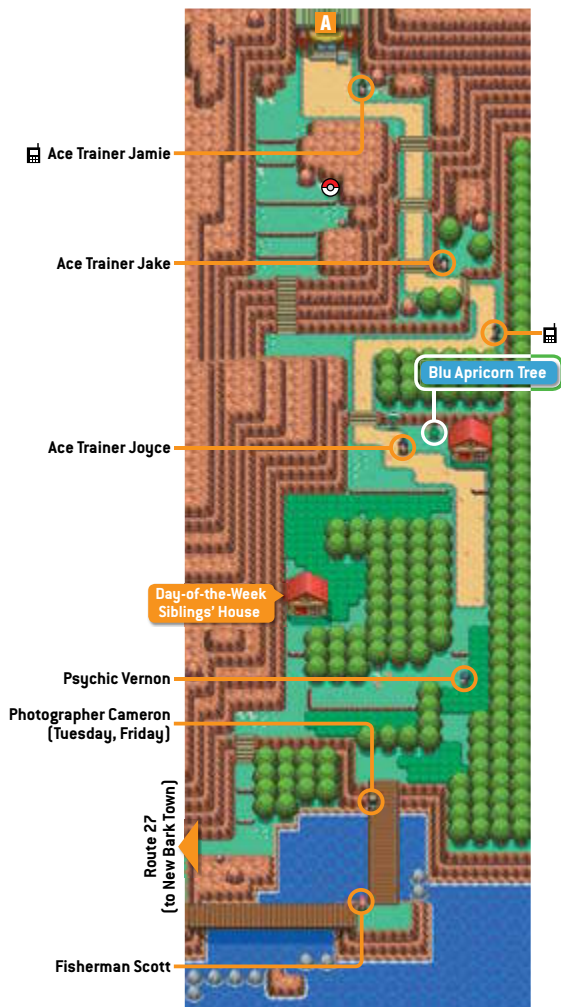 A
Ace Trainer Jamie
Ace Trainer Jake
Blu Apricorn Tree
Ace Trainer Joyce
Day-of-the-Week
Siblings' House
Psychic Vernon
Photographer Cameron
(Tuesday, Friday)
Route 27
(to New Bark Town)
Fisherman Scott